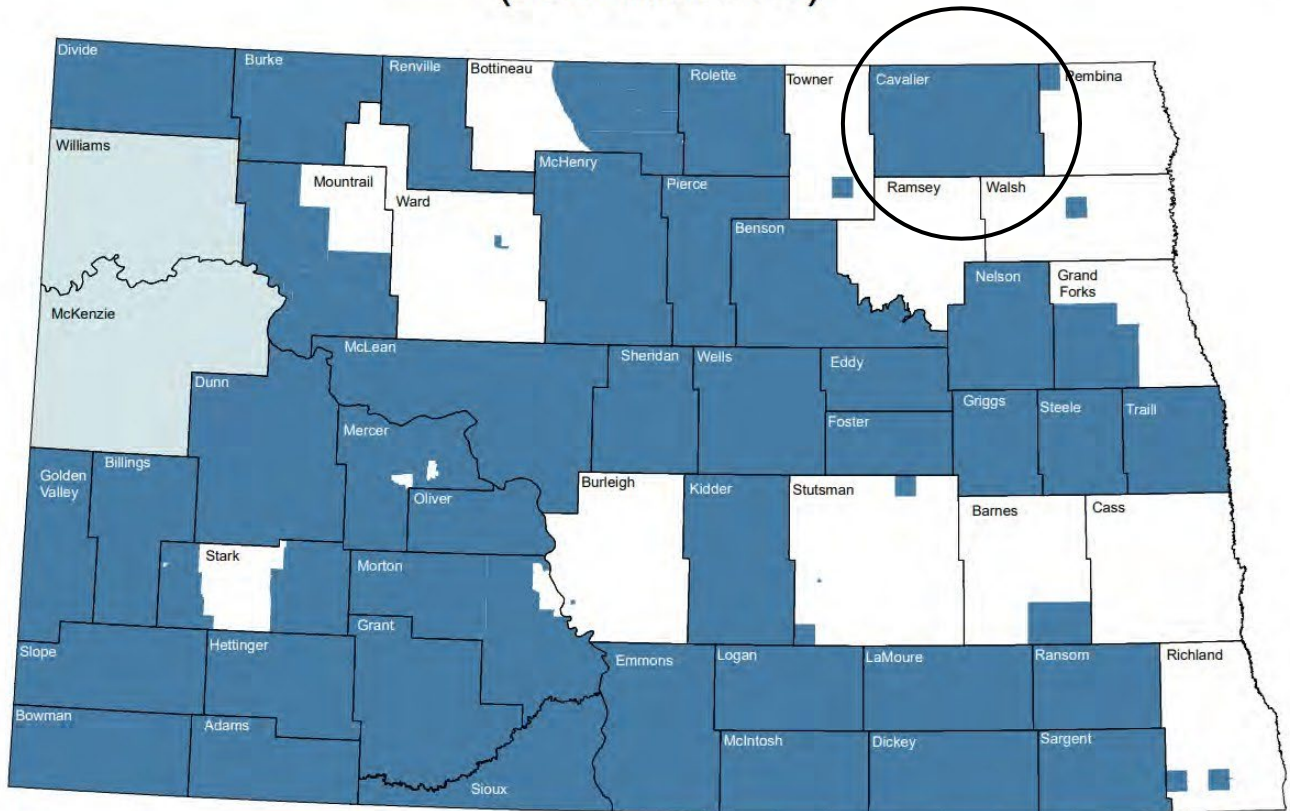 Divide
Burke
Renville
Bottineau
Rolette
Towner
Cavalier
Pembina
Williams
Mountrail
Ward
McHenry
Pierce
Ramsey
Walsh
Benson
Nelson
Grand
Forks
McKenzie
McLean
Sheridan
Wells
Eddy
Dunn
Griggs
Steele
Traill
Foster
Mercer
Golden
Valley
Billings
Oliver
Burleigh
Kidder
Stutsman
Barnes
Cass
Stark
Morton
Grant
Slope
Hettinger
Emmons
Logan
LaMoure
Ransom
Richland
Bowman
Adams
McIntosh
Dickey
Sargent
Sioux